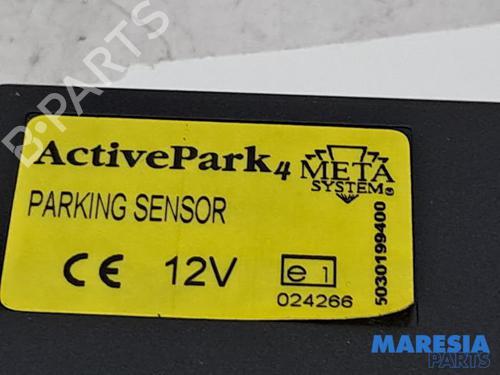 B-PARTS
ActivePark4
META
SYSTEM®
PARKING SENSOR
CE 12V
e1
024266
5030199400
MARESIA
PARTS